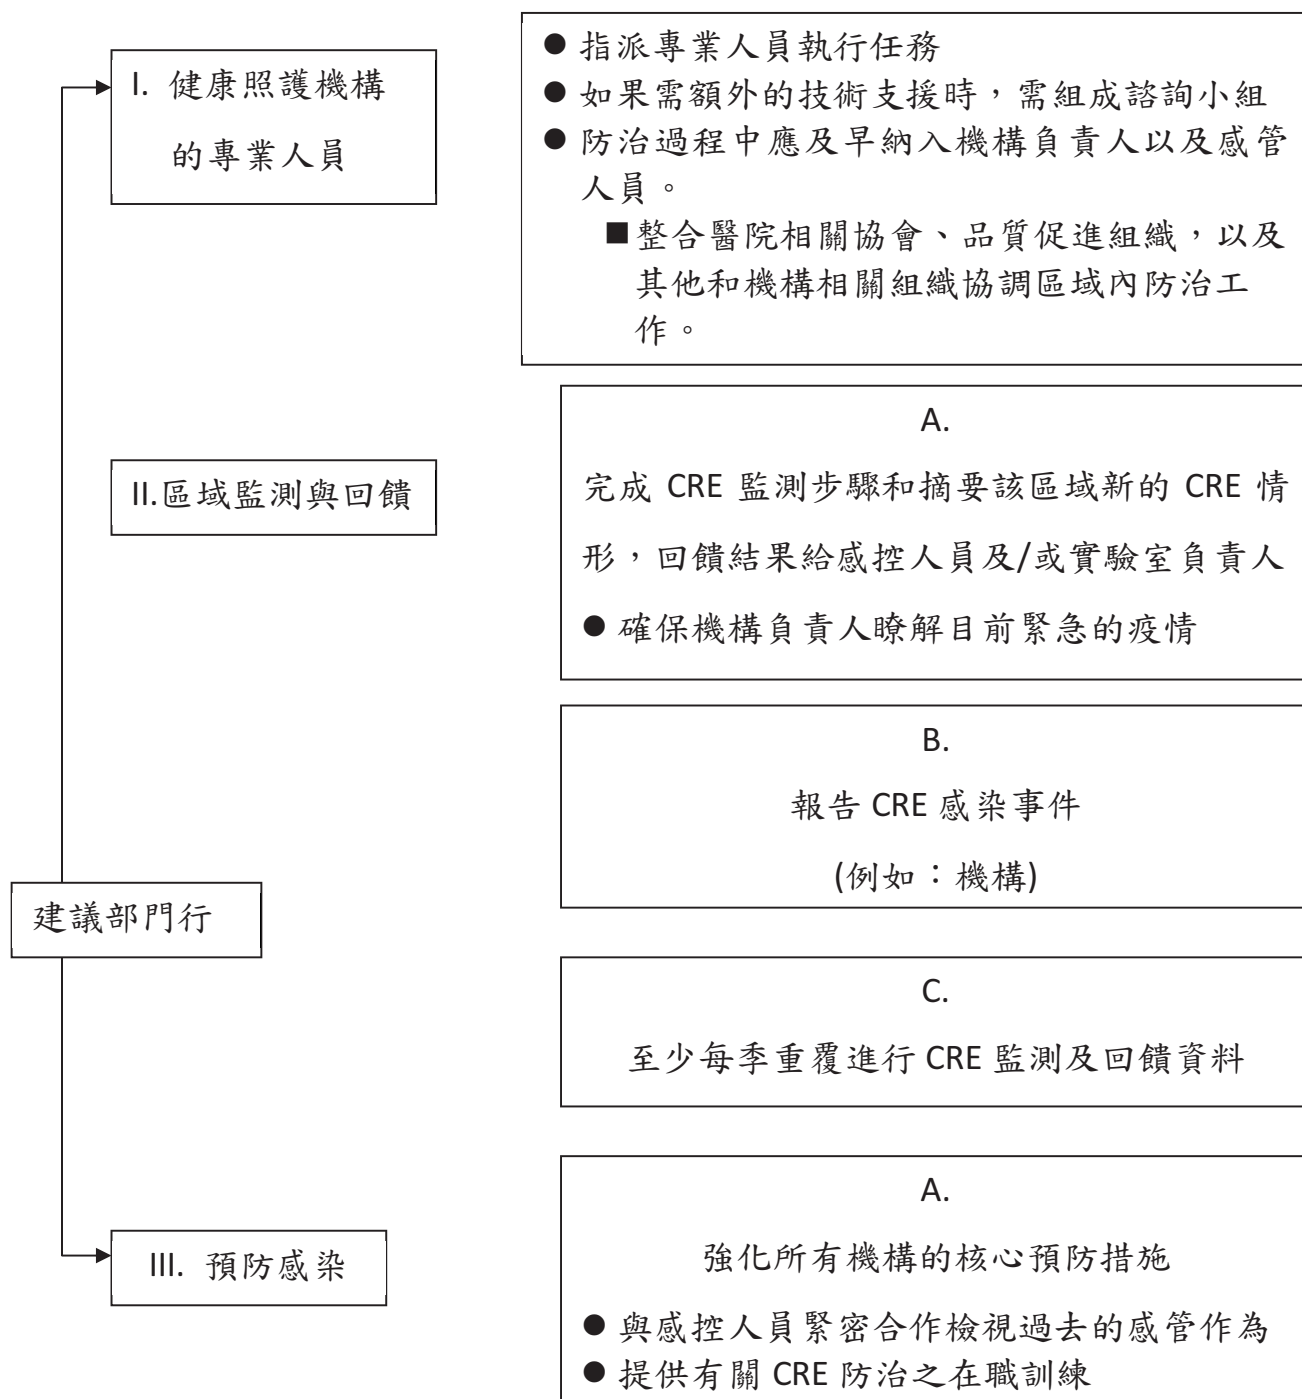 I. 健康照護機構
的專業人員
● 指派專業人員執行任務
● 如果需額外的技術支援時，需組成諮詢小組
● 防治過程中應及早納入機構負責人以及感管
人員。
■整合醫院相關協會、品質促進組織，以及
其他和機構相關組織協調區域內防治工
作。
II.區域監測與回饋
A.
完成 CRE 監測步驟和摘要該區域新的 CRE 情
形，回饋結果給感控人員及/或實驗室負責人
● 確保機構負責人瞭解目前緊急的疫情
B.
報告 CRE 感染事件
(例如：機構)
建議部門行
C.
至少每季重覆進行 CRE 監測及回饋資料
III. 預防感染
A.
強化所有機構的核心預防措施
● 與感控人員緊密合作檢視過去的感管作為
● 提供有關 CRE 防治之在職訓練